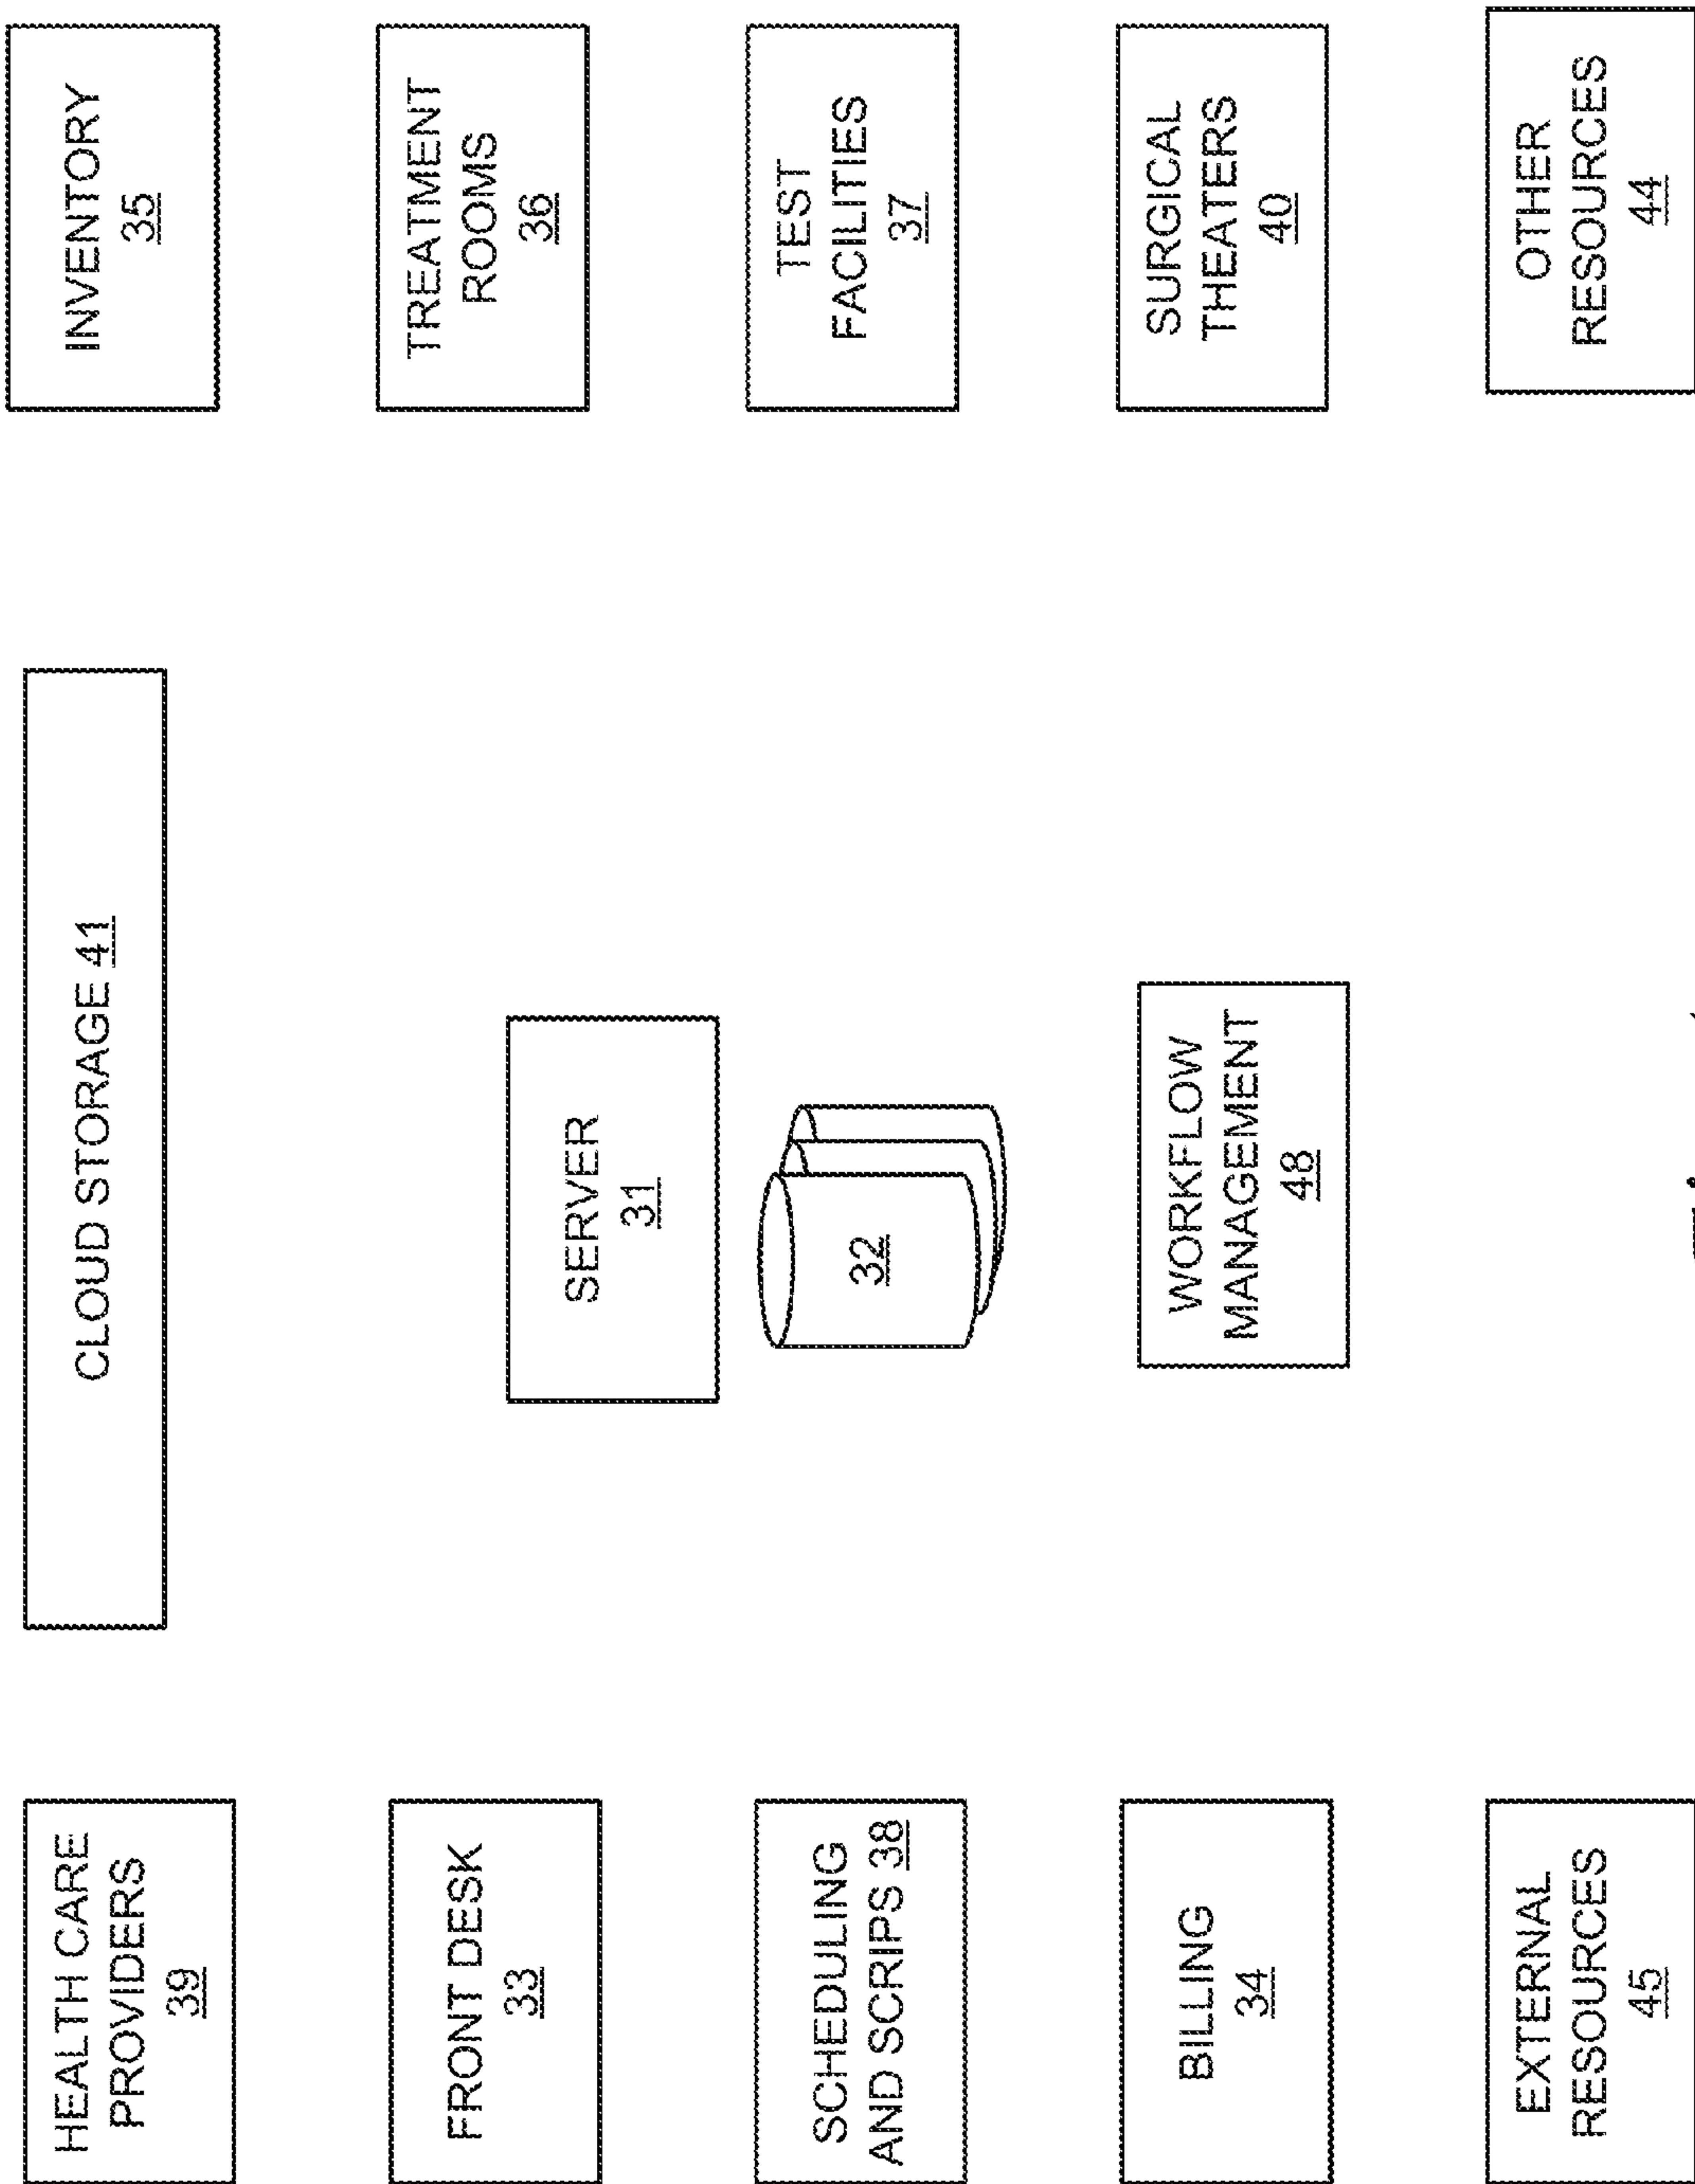 HEALTH CARE
PROVIDERS
39
CLOUD STORAGE 41
INVENTORY
35
FRONT DESK
33
SERVER
31
TREATMENT
ROOMS
36
SCHEDULING
AND SCRIPS 38
32
TEST
FACILITIES
37
BILLING
34
WORKFLOW
MANAGEMENT
48
SURGICAL
THEATERS
40
EXTERNAL
RESOURCES
45
OTHER
RESOURCES
44